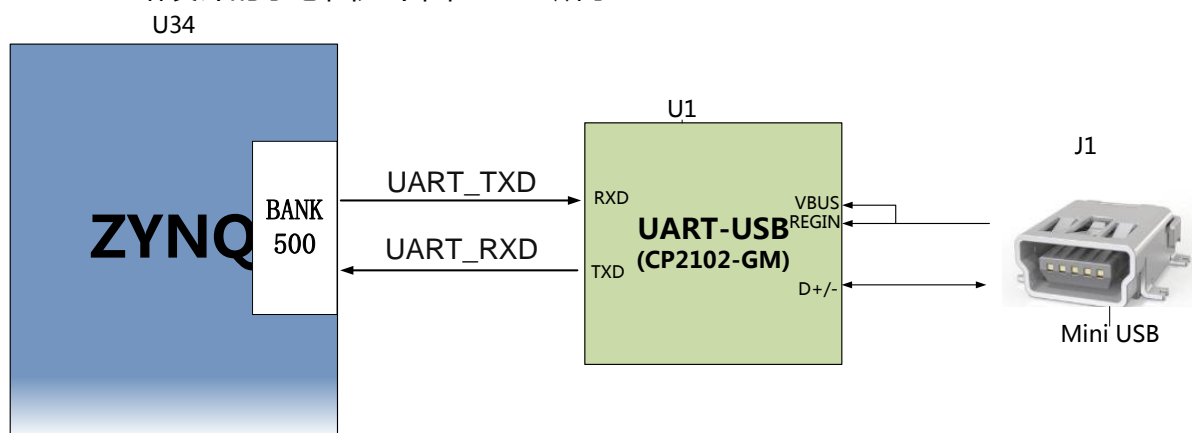 U34
U1
J1
ZYNQ
BANK
500
UART_TXD
UART_RXD
RXD
TXD
UART-USB
(CP2102-GM)
VBUS
REGIN
D+/-
Mini USB